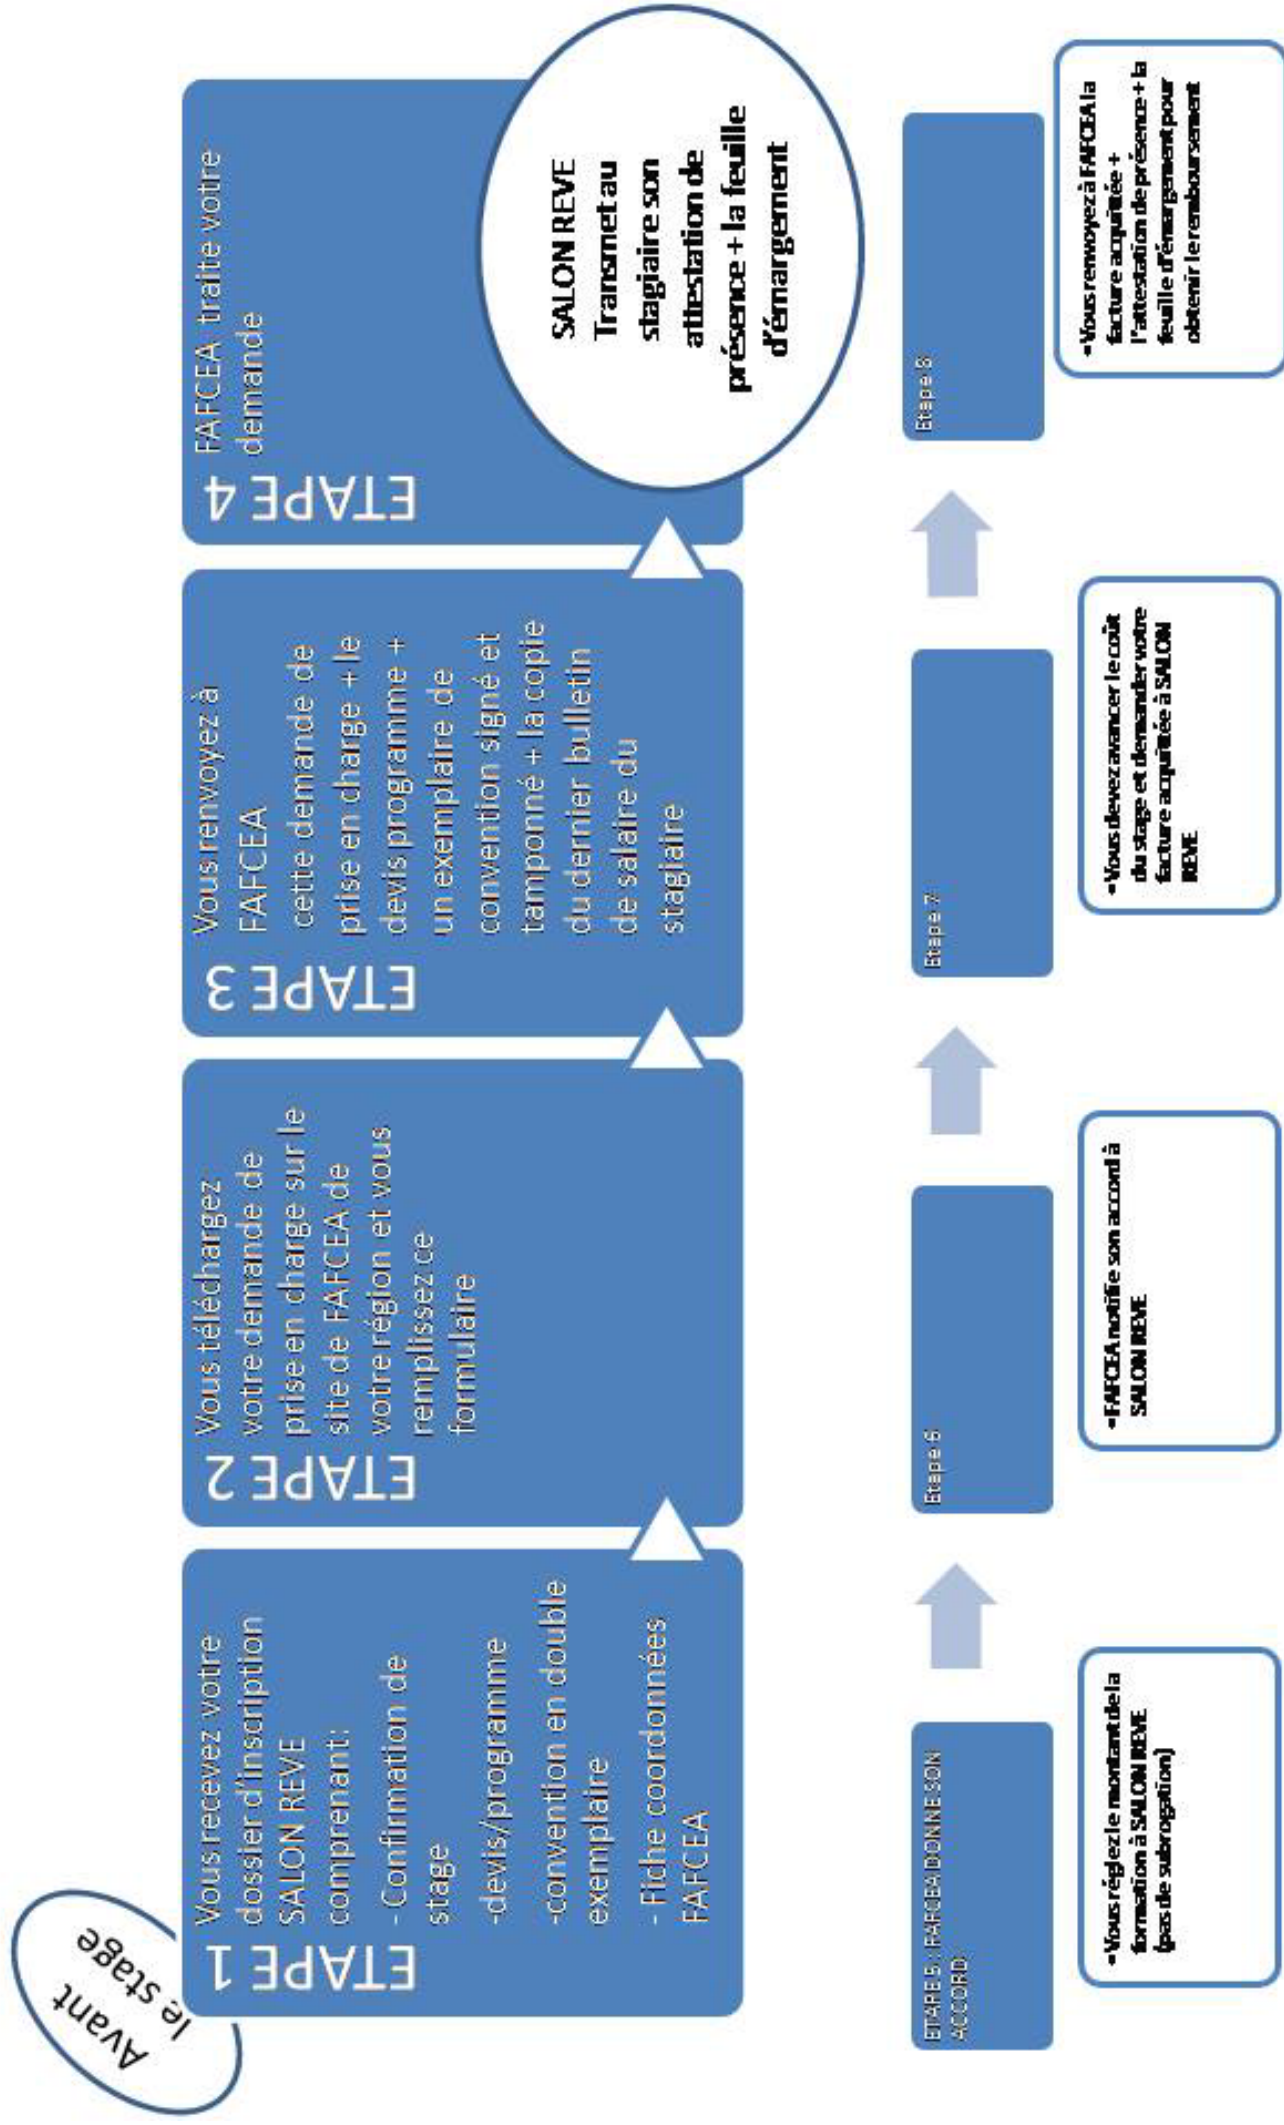 Avant
le stage
ETAPE 1
Vous recevez votre
dossier d'inscription
SALON REVE
comprenant:
- Confirmation de
stage
-devis/programme
-convention en double
exemplaire
- Fiche coordonnées
FAFCEA
ETAPE 2
Vous téléchargez
votre demande de
prise en charge sur le
site de FAFCEA de
votre région et vous
remplissez ce
formulaire
ETAPE 3
Vous renvoyez à
FAFCEA
cette demande de
prise en charge + le
devis programme +
un exemplaire de
convention signé et
tamponné + la copie
du dernier bulletin
de salaire du
stagiaire
ETAPE 4
FAFCEA traite votre
demande
SALON REVE
Transmet au
stagiaire son
attestation de
présence + la feuille
d'émargement
ETAPE 5 : FAFCEA DONNE SON
ACCORD
•Vous réglez le montant de la
formation à SALON REVE
(pas de subrogation)
Etape 6
•FAFCEA notifie son accord à
SALON REVE
Etape 7
•Vous devez avancer le coût
du stage et demander votre
facture acquittée à SALON
REVE
Etape 8
•Vous renvoyez à FAFCEA la
facture acquittée +
l'attestation de présence + la
feuille d'émargement pour
obtenir le remboursement